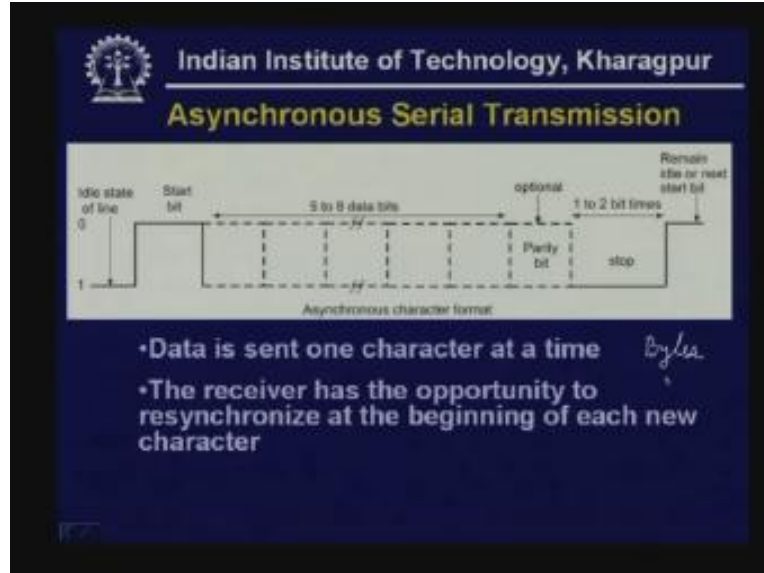 Indian Institute of Technology, Kharagpur
Asynchronous Serial Transmission
Idle state
of line
Start
bit
5 to 8 data bits
optional
1 to 2 bit times
Remain
idle or next
start bit
0
1
Parity
bit
stop
Asynchronous character format
•Data is sent one character at a time
Bytes
•The receiver has the opportunity to
resynchronize at the beginning of each new
character